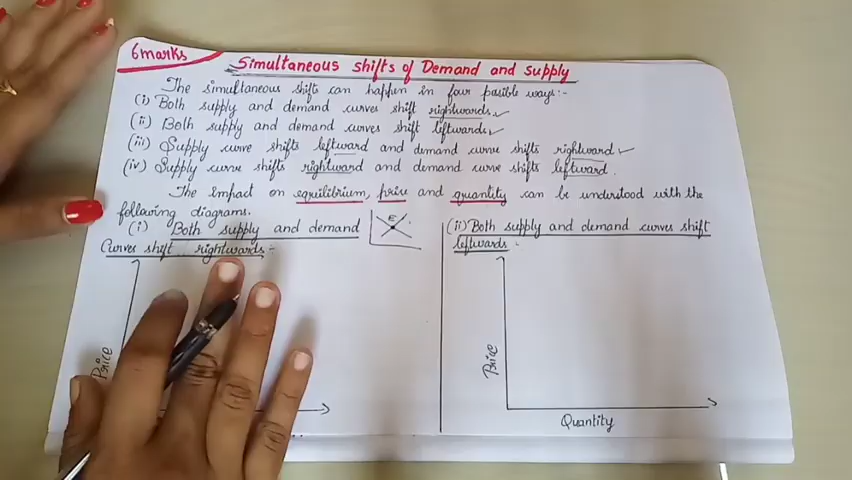 6 marks
Simultaneous shifts of Demand and Supply
The simultaneous shift can happen in four possible ways:-
(i) Both supply and demand curves shift rightwards.
(ii) Both supply and demand curves shift leftwards.
(iii) Supply curve shifts leftward and demand curve shifts rightward
(iv) Supply curve shifts rightward and demand curve shifts leftward.
The impact on equilibrium, price and quantity can be understood with the
following diagrams.
(i) Both supply and demand
Curves shift rightwards:-
E
Price
(ii) Both supply and demand curves shift
leftwards:-
Price
Quantity